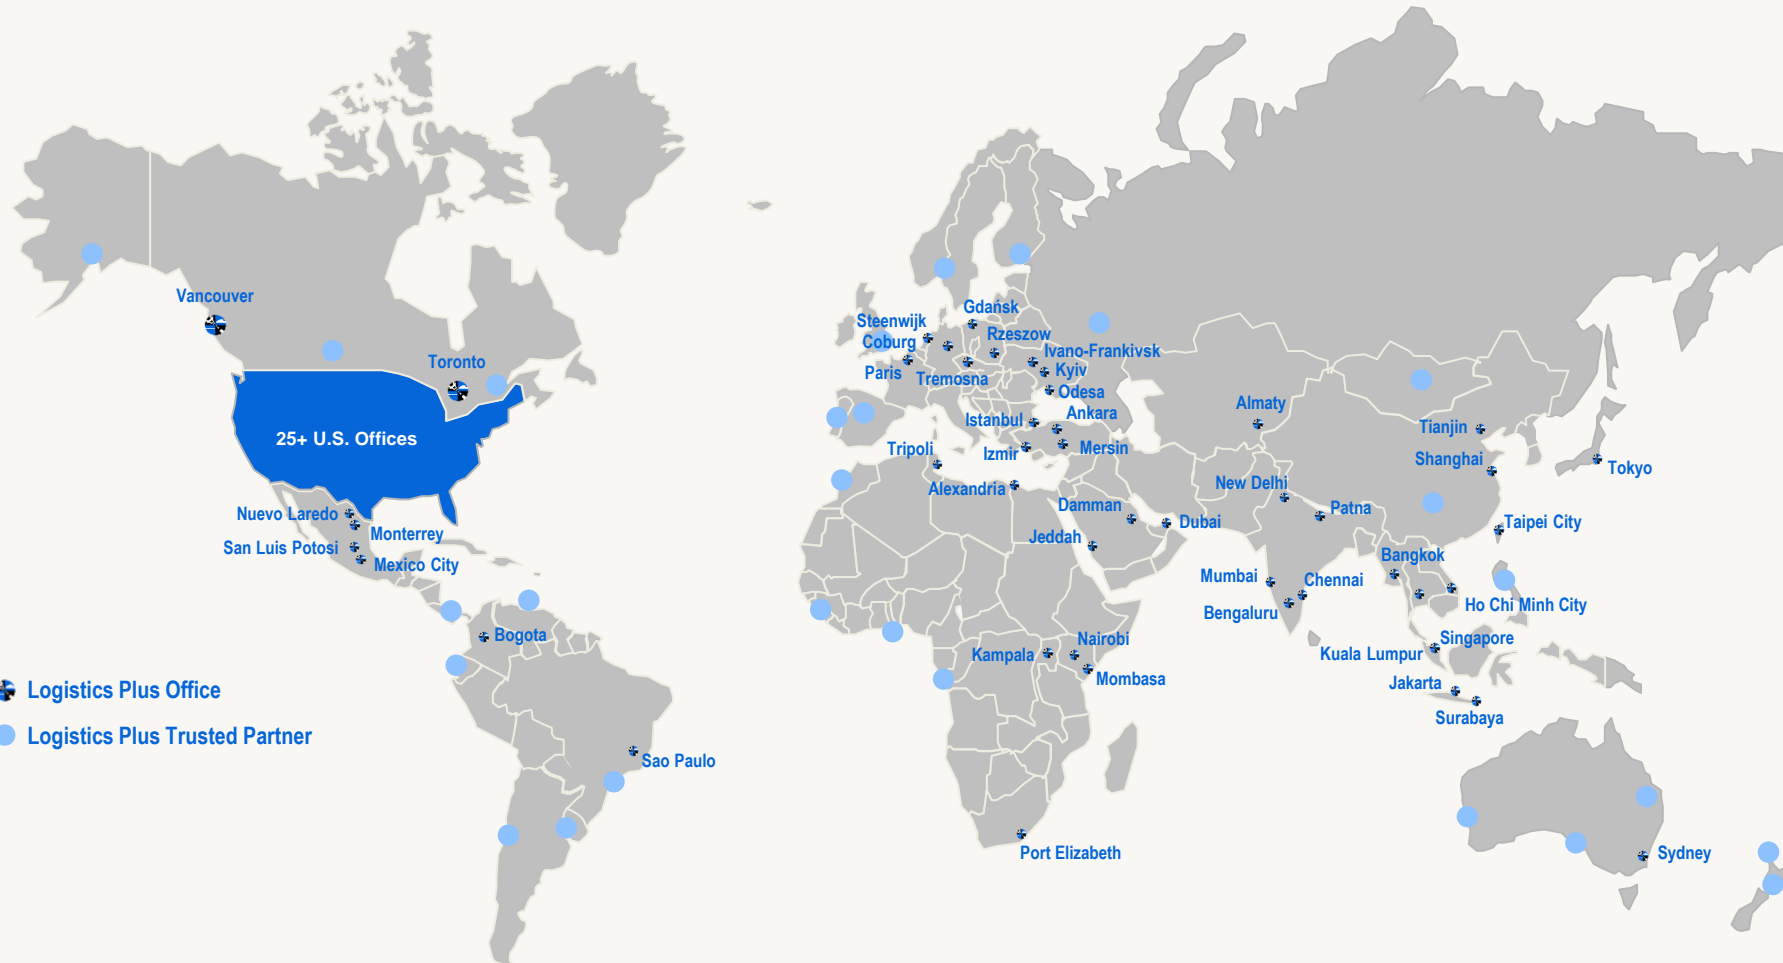 Vancouver
Toronto
25+ U.S. Offices
Nuevo Laredo
Monterrey
San Luis Potosi
Mexico City
Bogota
Sao Paulo
Logistics Plus Office
Logistics Plus Trusted Partner
Gdańsk
Steenwijk
Rzeszow
Coburg
Ivano-Frankivsk
Paris
Tremosna
Kyiv
Odesa
Istanbul
Ankara
Tripoli
Izmir
Mersin
Alexandria
Damman
Dubai
Jeddah
Kampala
Nairobi
Mombasa
Port Elizabeth
Almaty
Tianjin
Shanghai
Tokyo
New Delhi
Patna
Taipei City
Bangkok
Mumbai
Chennai
Bengaluru
Ho Chi Minh City
Singapore
Kuala Lumpur
Jakarta
Surabaya
Sydney